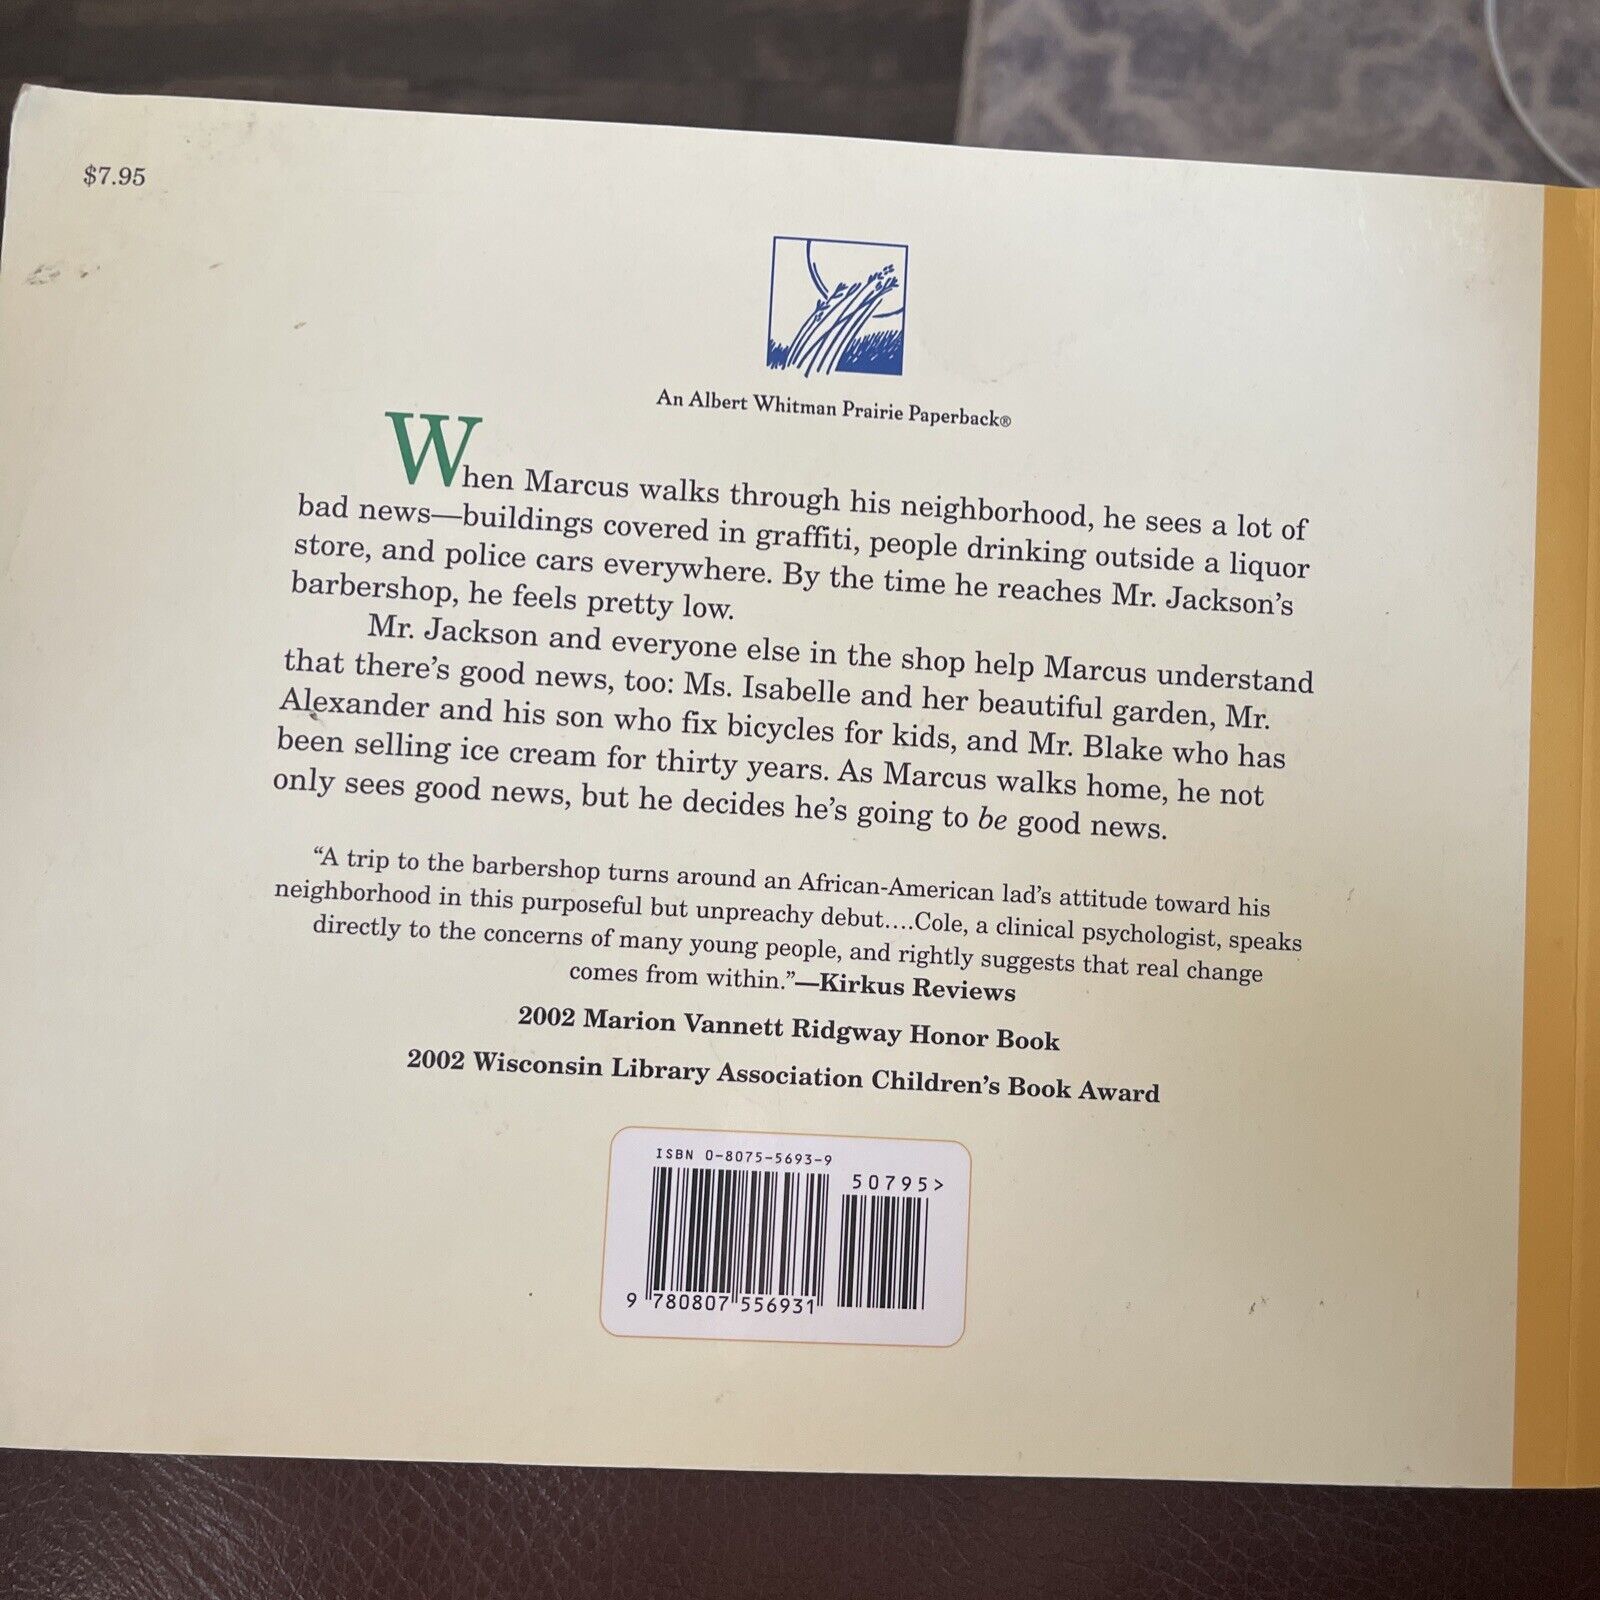 $7.95
An Albert Whitman Prairie Paperback®
When Marcus walks through his neighborhood, he sees a lot of
bad news—buildings covered in graffiti, people drinking outside a liquor
store, and police cars everywhere. By the time he reaches Mr. Jackson's
barbershop, he feels pretty low.
Mr. Jackson and everyone else in the shop help Marcus understand
that there's good news, too: Ms. Isabelle and her beautiful garden, Mr.
Alexander and his son who fix bicycles for kids, and Mr. Blake who has
been selling ice cream for thirty years. As Marcus walks home, he not
only sees good news, but he decides he's going to be good news.
“A trip to the barbershop turns around an African-American lad's attitude toward his
neighborhood in this purposeful but unpreachy debut....Cole, a clinical psychologist, speaks
directly to the concerns of many young people, and rightly suggests that real change
comes from within.”—Kirkus Reviews
2002 Marion Vannett Ridgway Honor Book
2002 Wisconsin Library Association Children's Book Award
ISBN 0-8075-5693-9
50795>
9 780807 556931